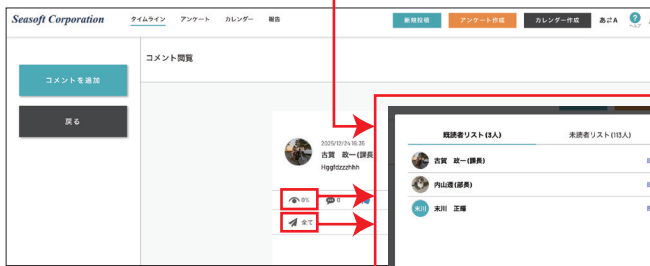 Seasoft Corporation
タイムライン アンケート カレンダー 報告
新規投稿 アンケート作成 カレンダー作成 あ⇄A
ヘルプ
コメント閲覧
コメントを追加
戻る
2025/12/24 16:26
古賀 政一(課長
Hggfdzzzhhh
0% 0
全て
既読者リスト(3人) 未読者リスト(113人)
古賀 政一(課長)
内山遼(部長)
末川 末川 正輝